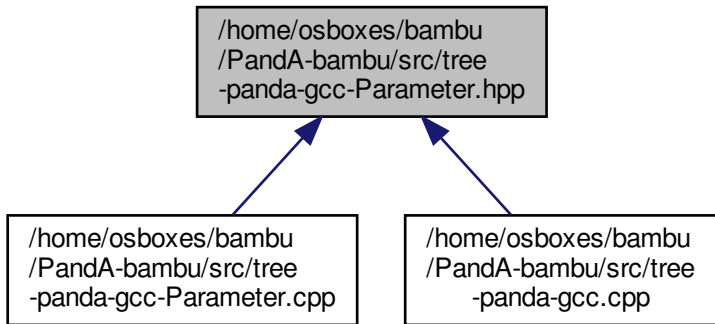 /home/osboxes/bambu
/PandA-bambu/src/tree
-panda-gcc-Parameter.hpp
/home/osboxes/bambu
/PandA-bambu/src/tree
-panda-gcc-Parameter.cpp
/home/osboxes/bambu
/PandA-bambu/src/tree
-panda-gcc.cpp